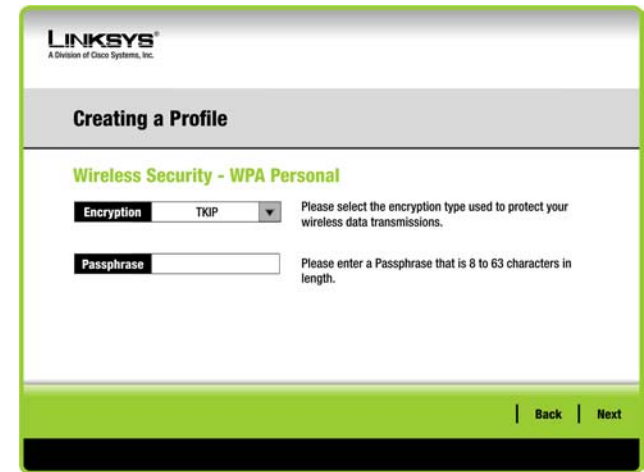 LINKSYS®
A Division of Cisco Systems, Inc.
Creating a Profile
Wireless Security - WPA Personal
Encryption TKIP Please select the encryption type used to protect your
wireless data transmissions.
Passphrase Please enter a Passphrase that is 8 to 63 characters in
length.
Back Next